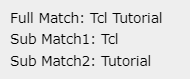 Full Match: Tcl Tutorial
Sub Match1: Tcl
Sub Match2: Tutorial